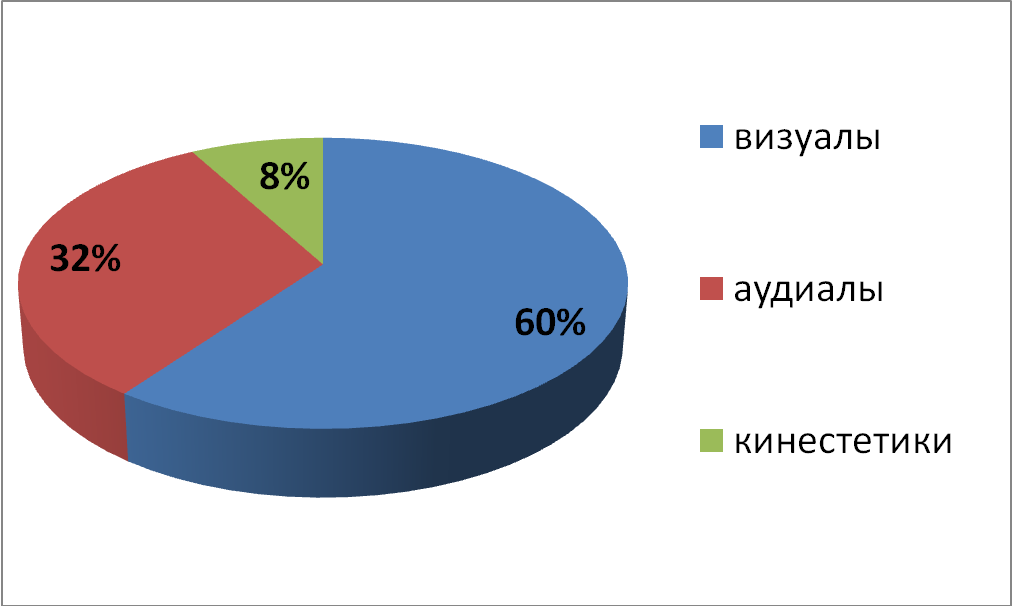 8%
32%
60%
визуалы
аудиалы
кинестетики